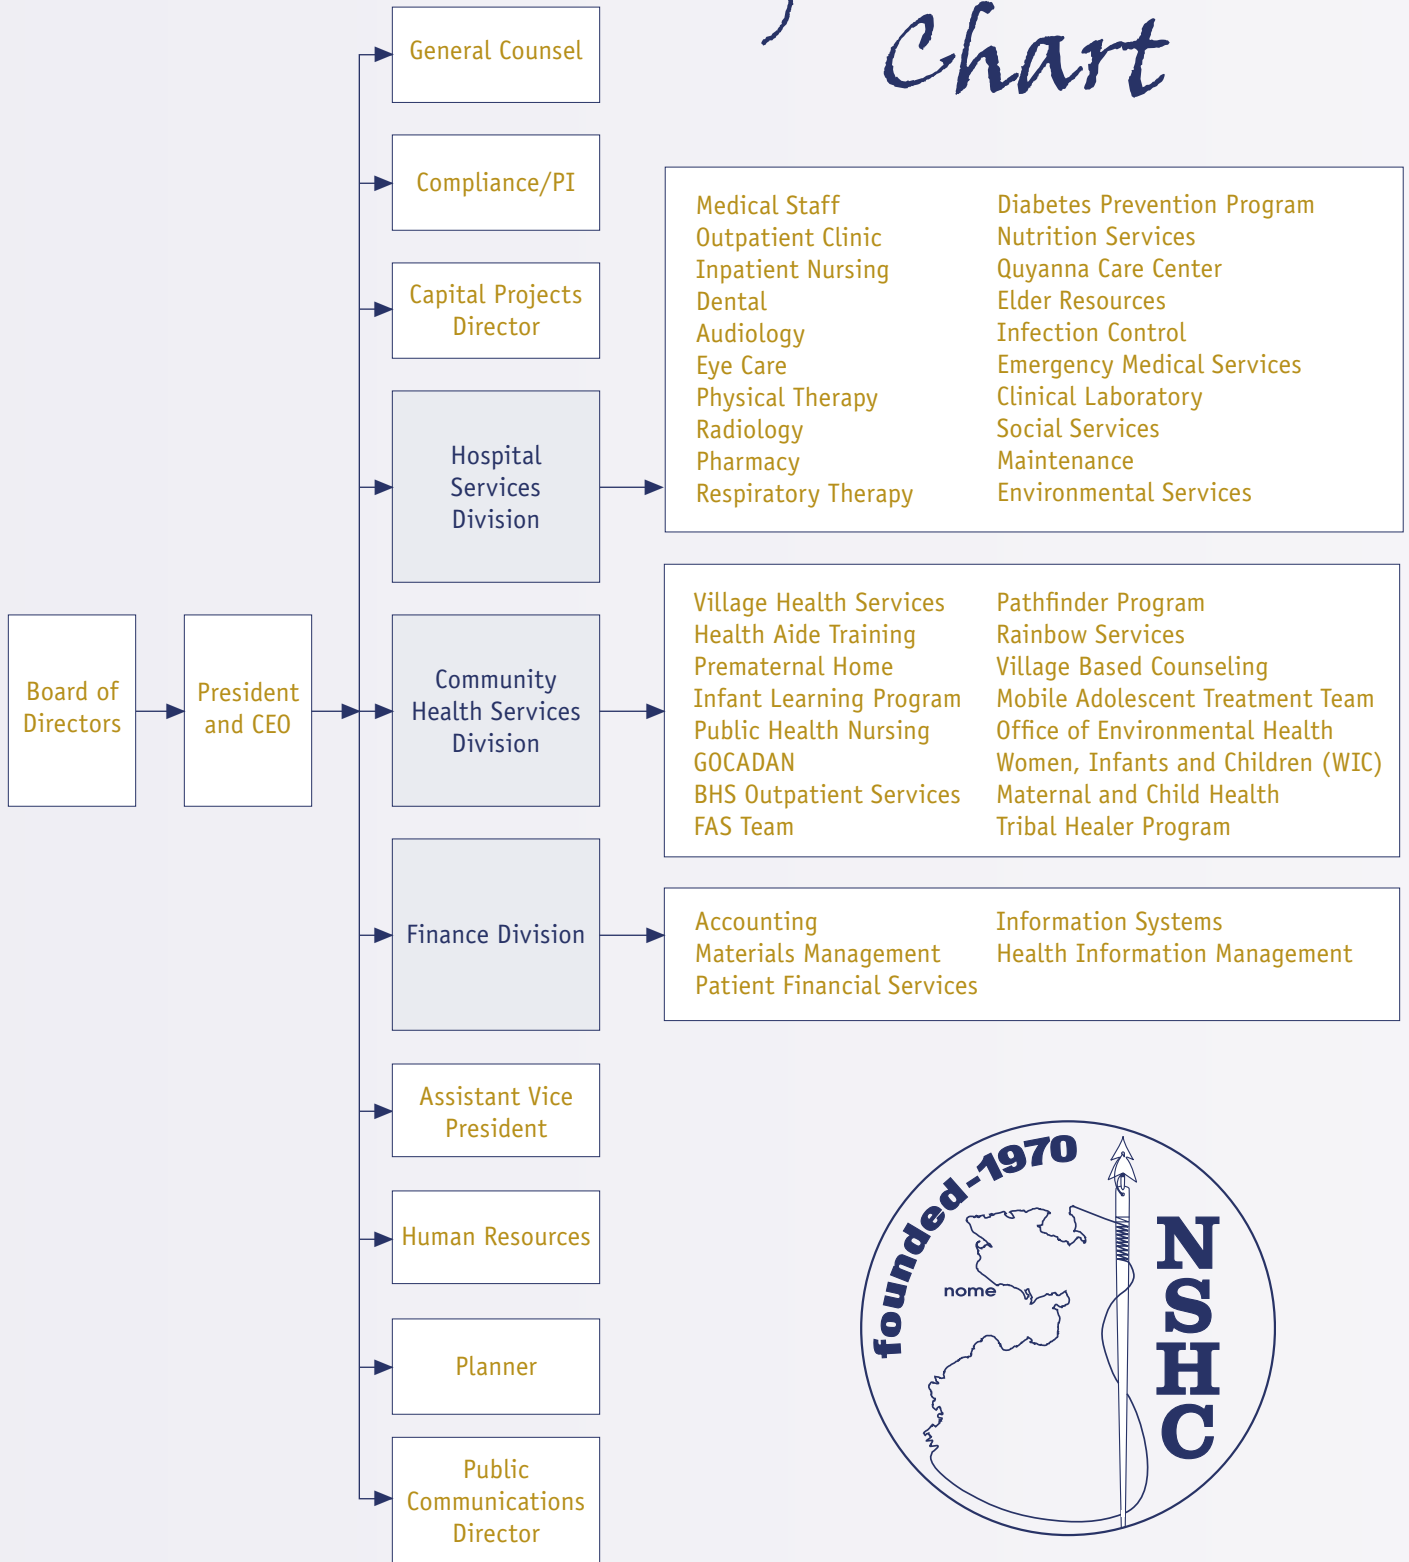 Chart
General Counsel
Compliance/PI
Capital Projects
Director
Hospital
Services
Division
Medical Staff
Outpatient Clinic
Inpatient Nursing
Dental
Audiology
Eye Care
Physical Therapy
Radiology
Pharmacy
Respiratory Therapy
Diabetes Prevention Program
Nutrition Services
Quyanna Care Center
Elder Resources
Infection Control
Emergency Medical Services
Clinical Laboratory
Social Services
Maintenance
Environmental Services
Board of
Directors
President
and CEO
Community
Health Services
Division
Village Health Services
Health Aide Training
Prematernal Home
Infant Learning Program
Public Health Nursing
GOCADAN
BHS Outpatient Services
FAS Team
Pathfinder Program
Rainbow Services
Village Based Counseling
Mobile Adolescent Treatment Team
Office of Environmental Health
Women, Infants and Children (WIC)
Maternal and Child Health
Tribal Healer Program
Finance Division
Accounting
Materials Management
Patient Financial Services
Information Systems
Health Information Management
Assistant Vice
President
Human Resources
Planner
Public
Communications
Director
founded-1970
nome
NSHC